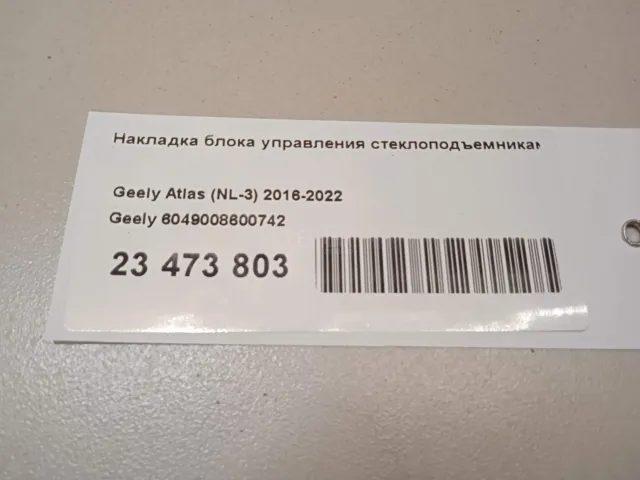 Накладка блока управления стеклоподъемникам
Geely Atlas (NL-3) 2016-2022
Geely 6049008600742
23 473 803